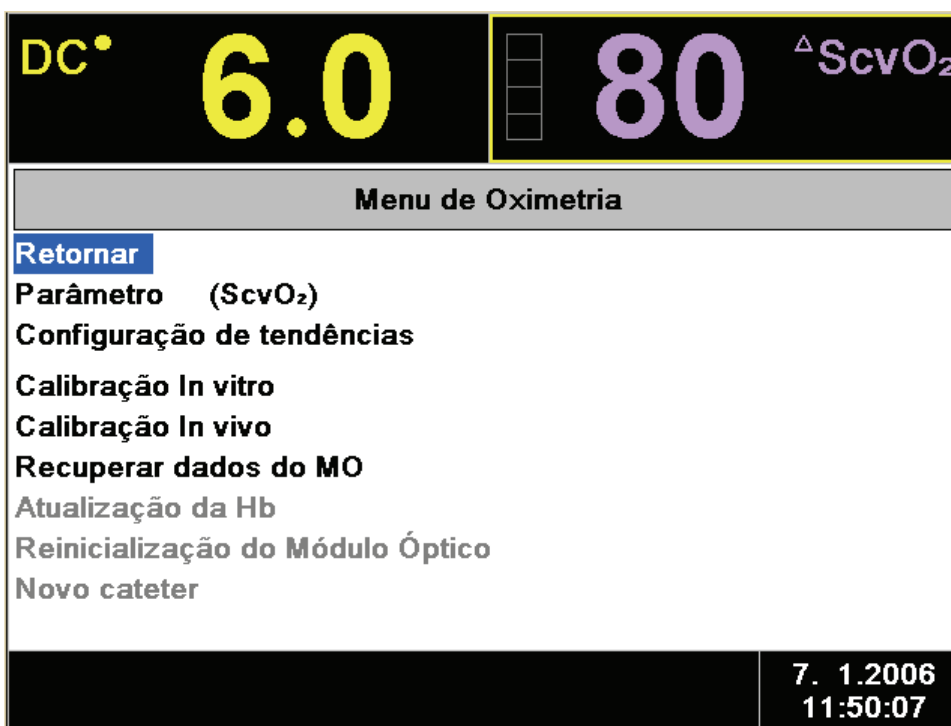 DC• 6.0 80 ΔScvO₂
Menu de Oximetria
Retornar
Parâmetro (ScvO₂)
Configuração de tendências
Calibração In vitro
Calibração In vivo
Recuperar dados do MO
Atualização da Hb
Reinicialização do Módulo Óptico
Novo cateter
7. 1.2006
11:50:07